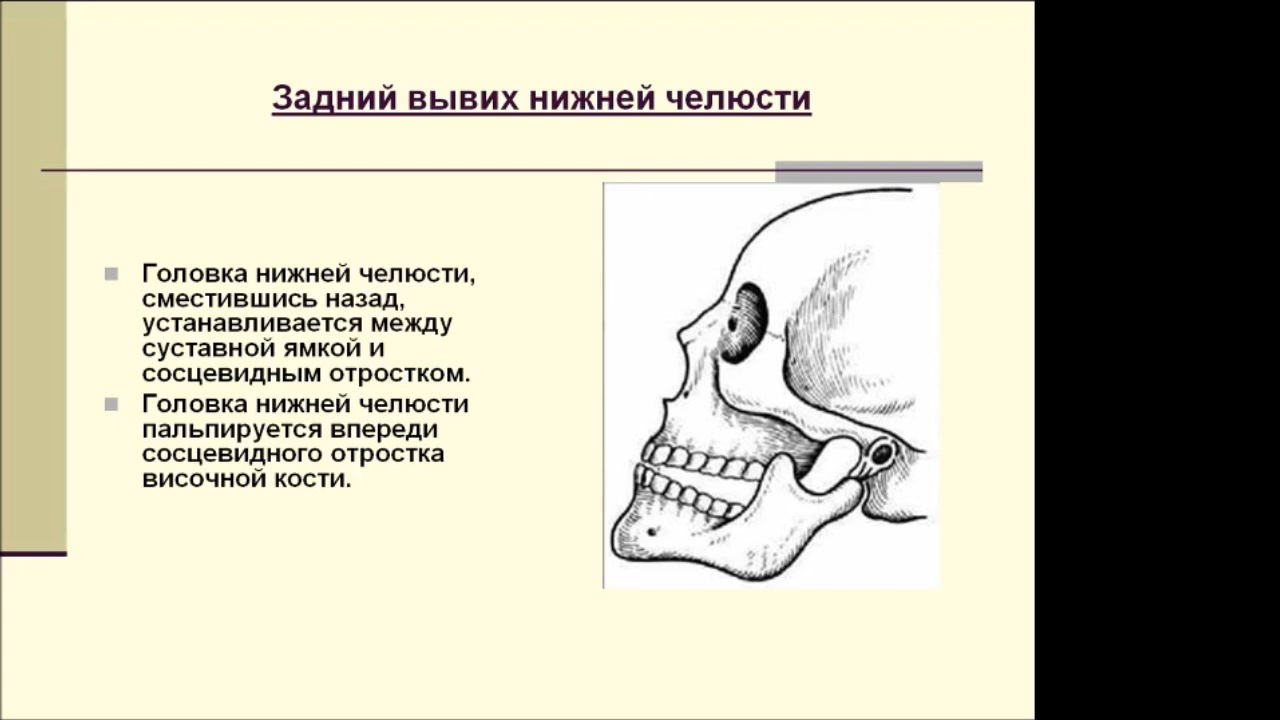 Задний вывих нижней челюсти
Головка нижней челюсти,
сместившись назад,
устанавливается между
суставной ямкой и
сосцевидным отростком.
Головка нижней челюсти
пальпируется впереди
сосцевидного отростка
височной кости.